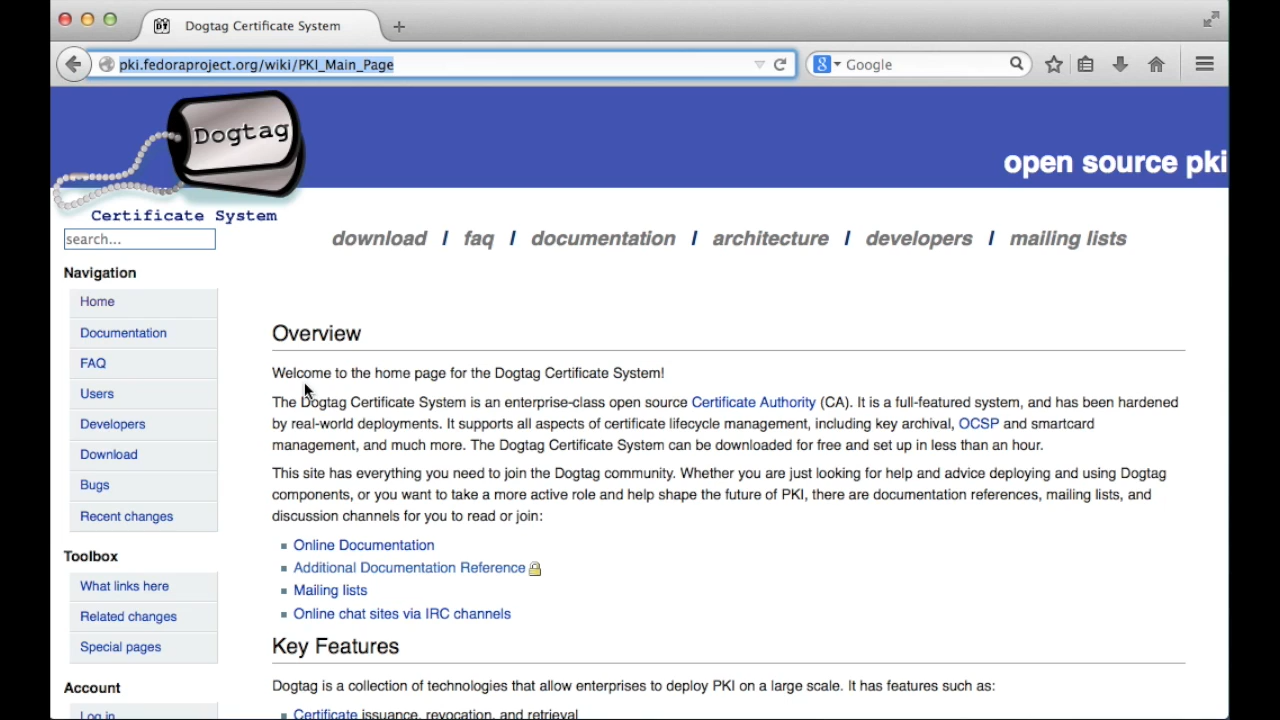 Dogtag Certificate System
pki.fedoraproject.org/wiki/PKI_Main_Page
Google
Dogtag
Certificate System
open source pki
search...
download / faq / documentation / architecture / developers / mailing lists
Navigation
Home
Documentation
FAQ
Users
Developers
Download
Bugs
Recent changes
Toolbox
What links here
Related changes
Special pages
Account
Log in
Overview
Welcome to the home page for the Dogtag Certificate System!
The Dogtag Certificate System is an enterprise-class open source Certificate Authority (CA). It is a full-featured system, and has been hardened
by real-world deployments. It supports all aspects of certificate lifecycle management, including key archival, OCSP and smartcard
management, and much more. The Dogtag Certificate System can be downloaded for free and set up in less than an hour.
This site has everything you need to join the Dogtag community. Whether you are just looking for help and advice deploying and using Dogtag
components, or you want to take a more active role and help shape the future of PKI, there are documentation references, mailing lists, and
discussion channels for you to read or join:
Online Documentation
Additional Documentation Reference
Mailing lists
Online chat sites via IRC channels
Key Features
Dogtag is a collection of technologies that allow enterprises to deploy PKI on a large scale. It has features such as:
Certificate issuance, revocation, and retrieval